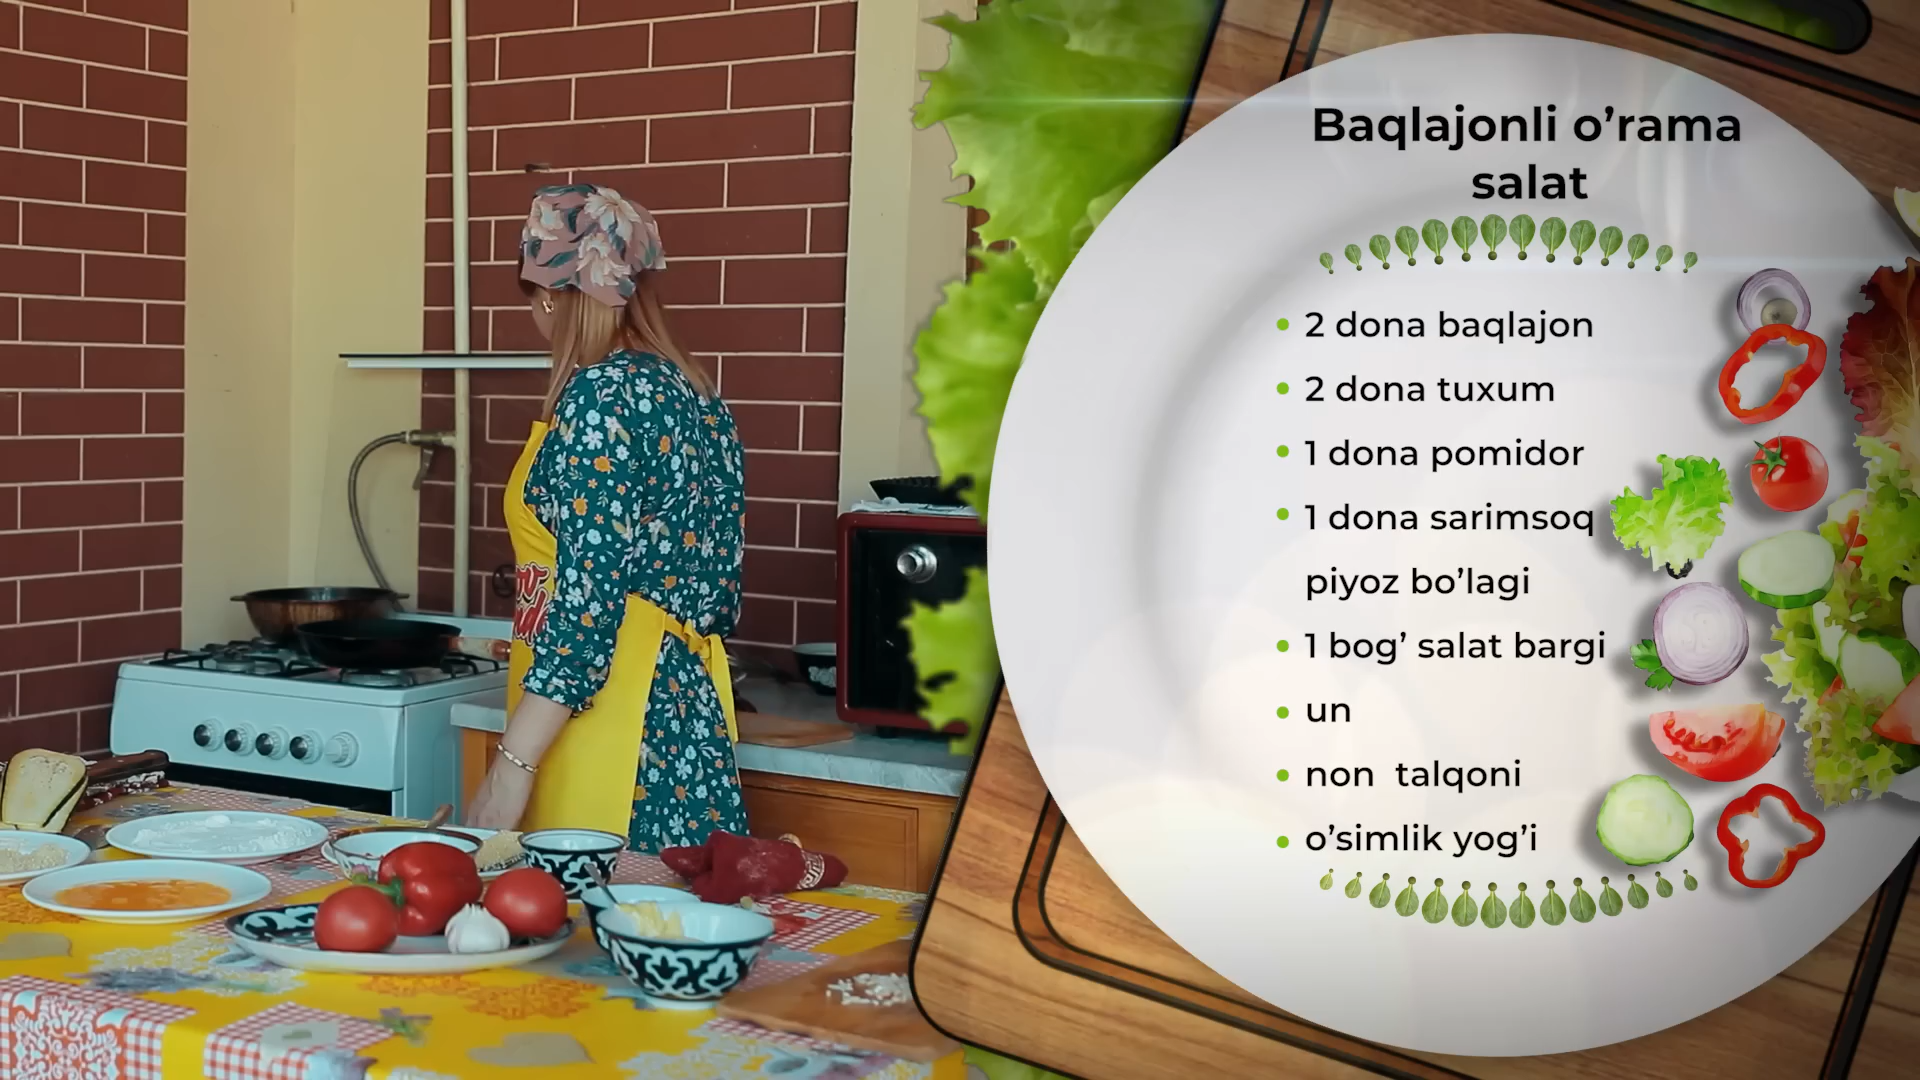 Baqlajonli o’rama
salat
2 dona baqlajon
2 dona tuxum
1 dona pomidor
1 dona sarimsoq
piyoz bo’lagi
1 bog’ salat bargi
un
non talqoni
o’simlik yog’i